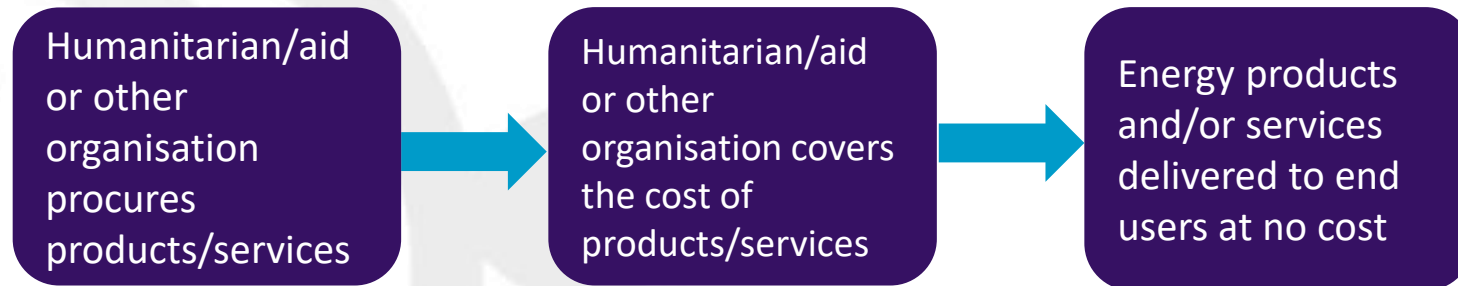 Humanitarian/aid
or other
organisation
procures
products/services
Humanitarian/aid
or other
organisation covers
the cost of
products/services
Energy products
and/or services
delivered to end
users at no cost